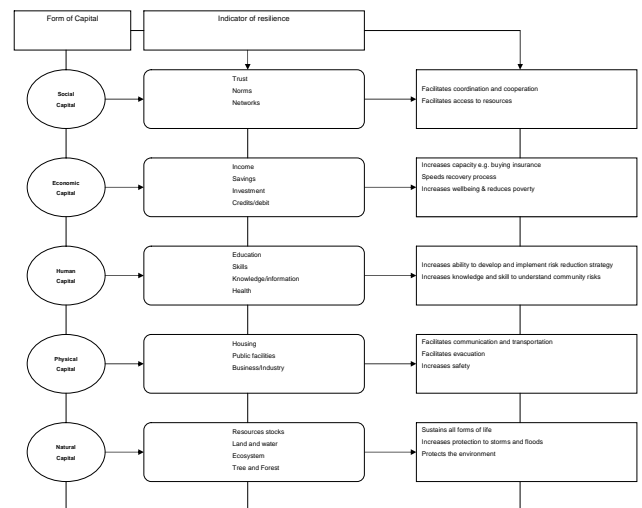 Form of Capital
Indicator of resilience
Social
Capital
Trust
Norms
Networks
Facilitates coordination and cooperation
Facilitates access to resources
Economic
Capital
Income
Savings
Investment
Credits/debit
Increases capacity e.g. buying insurance
Speeds recovery process
Increases wellbeing & reduces poverty
Human
Capital
Education
Skills
Knowledge/information
Health
Increases ability to develop and implement risk reduction strategy
Increases knowledge and skill to understand community risks
Physical
Capital
Housing
Public facilities
Business/Industry
Facilitates communication and transportation
Facilitates evacuation
Increases safety
Natural
Capital
Resources stocks
Land and water
Ecosystem
Tree and Forest
Sustains all forms of life
Increases protection to storms and floods
Protects the environment